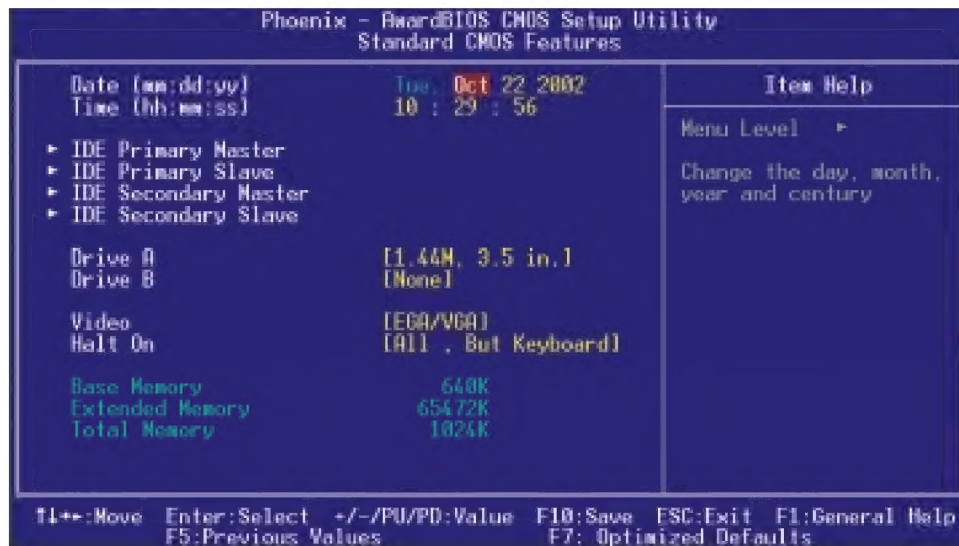 Phoenix - AwardBIOS CMOS Setup Utility
Standard CMOS Features
Date (mm:dd:yy) Tue, Oct 22 2002
Time (hh:mm:ss) 10 : 29 : 56
► IDE Primary Master
► IDE Primary Slave
► IDE Secondary Master
► IDE Secondary Slave
Drive A [1.44M, 3.5 in.]
Drive B [None]
Video [EGA/VGA]
Halt On [All , But Keyboard]
Base Memory 640K
Extended Memory 65472K
Total Memory 1024K
Item Help
Menu Level ►
Change the day, month,
year and century
↑↓→←:Move Enter:Select +/-/PU/PD:Value F10:Save ESC:Exit F1:General Help
F5:Previous Values F7: Optimized Defaults